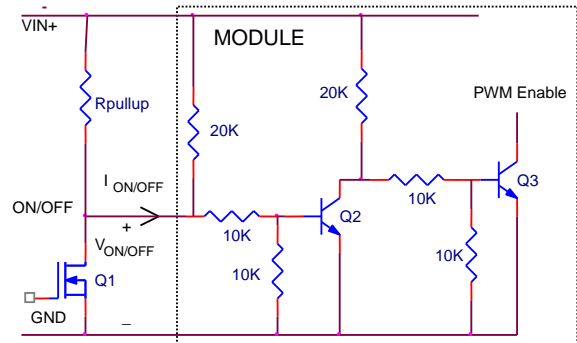 VIN+
MODULE
Rpullup
20K
20K
PWM Enable
I ON/OFF
ON/OFF
+
V ON/OFF
10K
Q2
10K
Q3
10K
10K
Q1
GND